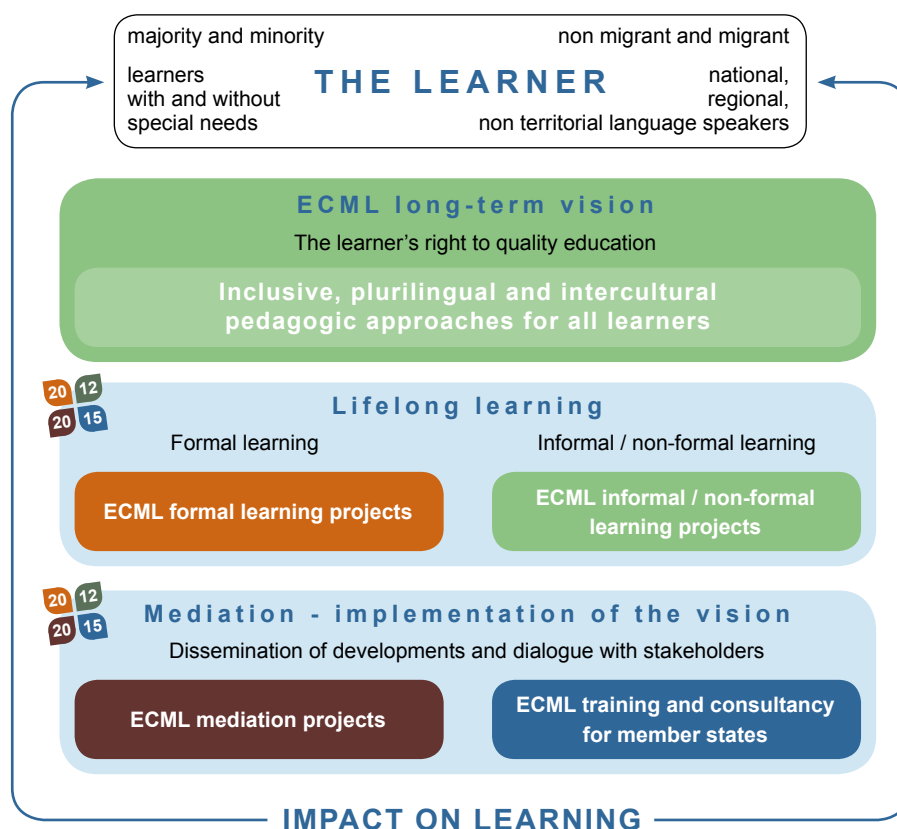 majority and minority
non migrant and migrant
learners
with and without
special needs
THE LEARNER
national,
regional,
non territorial language speakers
ECML long-term vision
The learner’s right to quality education
Inclusive, plurilingual and intercultural
pedagogic approaches for all learners
20 12
20 15
Lifelong learning
Formal learning
Informal / non-formal learning
ECML formal learning projects
ECML informal / non-formal
learning projects
20 12
20 15
Mediation - implementation of the vision
Dissemination of developments and dialogue with stakeholders
ECML mediation projects
ECML training and consultancy
for member states
IMPACT ON LEARNING